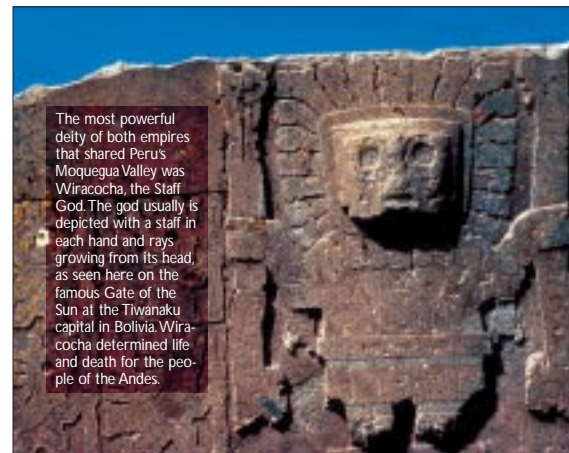 The most powerful
deity of both empires
that shared Peru's
Moquegua Valley was
Wiracocha, the Staff
God. The god usually is
depicted with a staff in
each hand and rays
growing from its head,
as seen here on the
famous Gate of the
Sun at the Tiwanaku
capital in Bolivia. Wira-
cocha determined life
and death for the peo-
ple of the Andes.